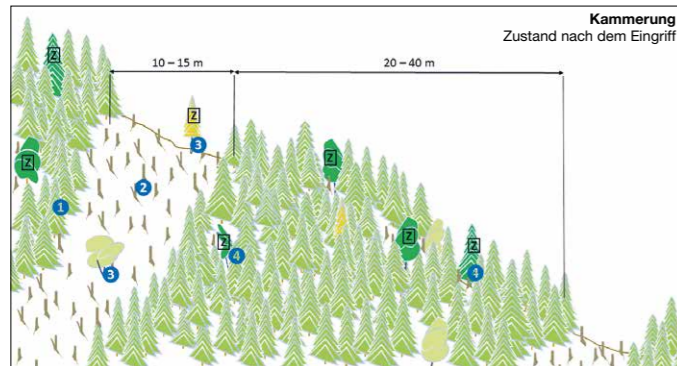 Kammerung
Zustand nach dem Eingriff
10 – 15 m
20 – 40 m
Z
Z
3
Z
Z
2
1
Z
4
Z
Z
4
3